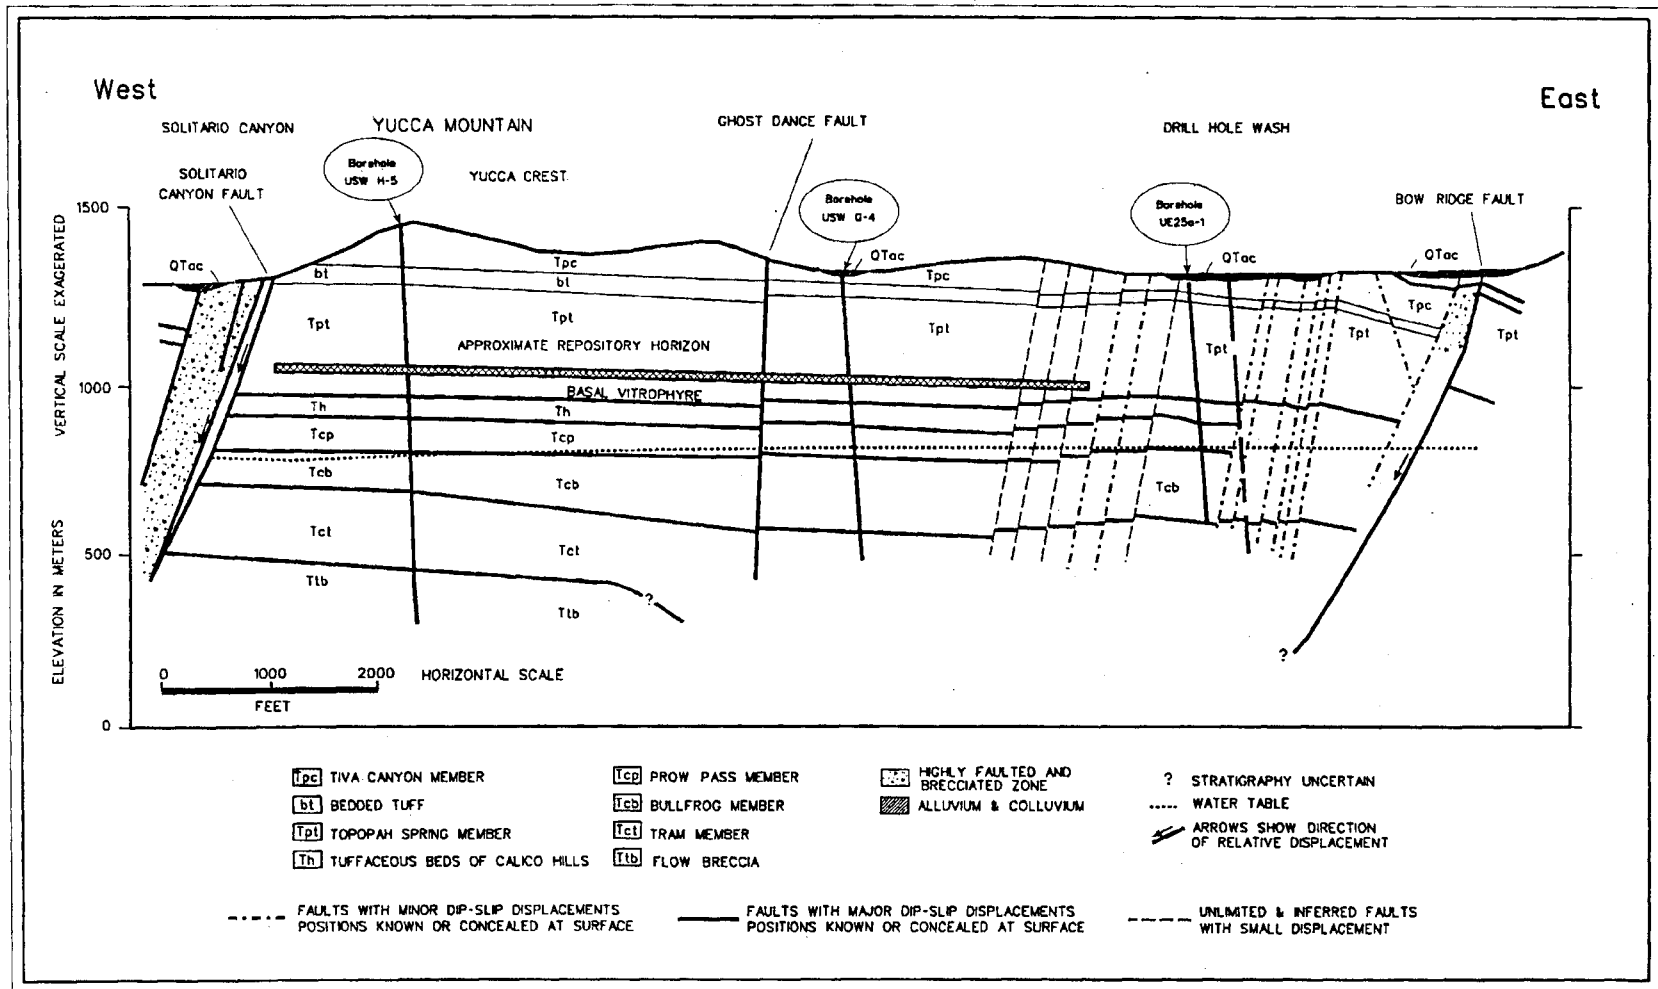 West
East
SOLITARIO CANYON
YUCCA MOUNTAIN
GHOST DANCE FAULT
DRILL HOLE WASH
Borehole
USW H-5
YUCCA CREST
SOLITARIO
CANYON FAULT
Borehole
USW G-4
Borehole
UE25a-1
BOW RIDGE FAULT
1500
QTac
bt
Tpc
bt
QTac
Tpc
QTac
QTac
Tpc
Tpt
Tpt
Tpt
Tpt
Tpt
Tpt
APPROXIMATE REPOSITORY HORIZON
1000
BASAL VITROPHYRE
Th
Th
Tcp
Tcp
Tcb
Tcb
Tcb
Tct
Tct
500
Ttb
Ttb
?
?
VERTICAL SCALE EXAGERATED
ELEVATION IN METERS
0 1000 2000 HORIZONTAL SCALE
FEET
0
Tpc TIVA CANYON MEMBER
bt BEDDED TUFF
Tpt TOPOPAH SPRING MEMBER
Th TUFFACEOUS BEDS OF CALICO HILLS
Tcp PROW PASS MEMBER
Tcb BULLFROG MEMBER
Tct TRAM MEMBER
Ttb FLOW BRECCIA
HIGHLY FAULTED AND
BRECCIATED ZONE
ALLUVIUM & COLLUVIUM
? STRATIGRAPHY UNCERTAIN
WATER TABLE
ARROWS SHOW DIRECTION
OF RELATIVE DISPLACEMENT
FAULTS WITH MINOR DIP-SLIP DISPLACEMENTS
POSITIONS KNOWN OR CONCEALED AT SURFACE
FAULTS WITH MAJOR DIP-SLIP DISPLACEMENTS
POSITIONS KNOWN OR CONCEALED AT SURFACE
UNLIMITED & INFERRED FAULTS
WITH SMALL DISPLACEMENT